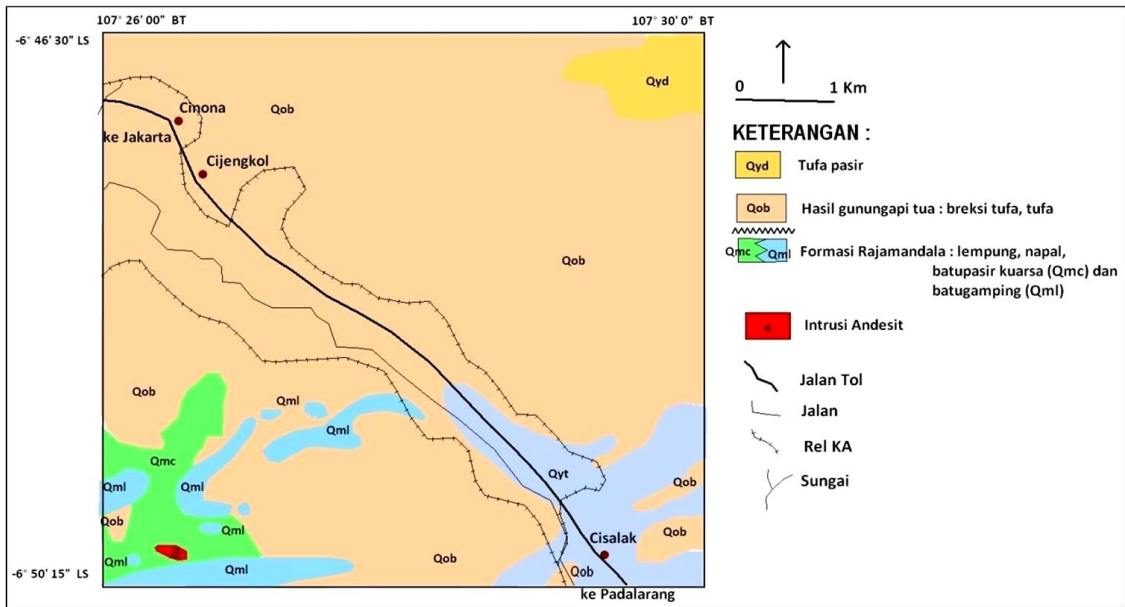 107° 26' 00" BT
107° 30' 0" BT
-6° 46' 30" LS
Qyd
Cmona
Qob
ke Jakarta
Cijengkol
Qob
Qob
Qml
Qml
Qmc
Qml
Qml
Qyt
Qob
Qob
Qml
Cisalak
Qob
Qml
Qml
Qob
Qob
-6° 50' 15" LS
ke Padalarang
0 1 Km
KETERANGAN :
Qyd Tufa pasir
Qob Hasil gunungapi tua : breksi tufa, tufa
Qmc Qml Formasi Rajamandala : lempung, napal,
batupasir kuarsa (Qmc) dan
batugamping (Qml)
Intrusi Andesit
Jalan Tol
Jalan
Rel KA
Sungai